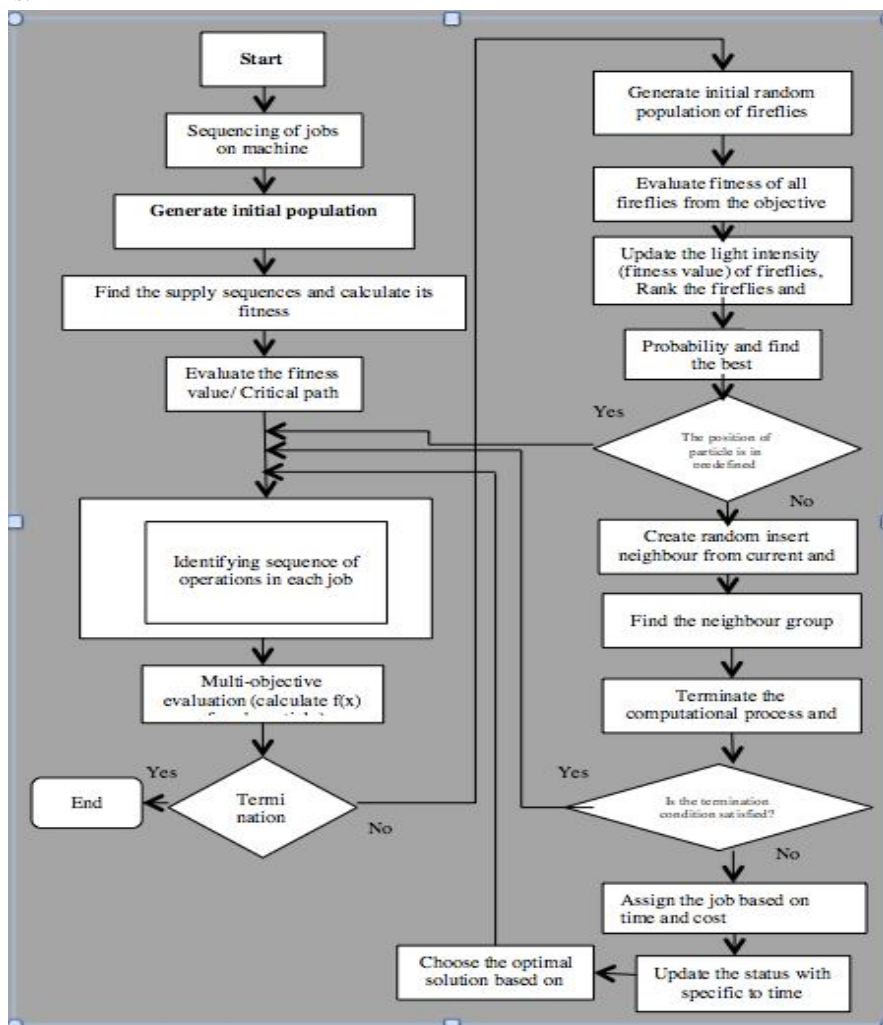 Start
Sequencing of jobs
on machine
Generate initial population
Find the supply sequences and calculate its
fitness
Evaluate the fitness
value/ Critical path
Identifying sequence of
operations in each job
Multi-objective
evaluation (calculate f(x)
Termi
nation
Yes
End
No
Generate initial random
population of fireflies
Evaluate fitness of all
fireflies from the objective
Update the light intensity
(fitness value) of fireflies,
Rank the fireflies and
Probability and find
the best
Yes
The position of
particle is in
No
Create random insert
neighbour from current and
Find the neighbour group
Terminate the
computational process and
Yes
Is the termination
condition satisfied?
No
Assign the job based on
time and cost
Update the status with
specific to time
Choose the optimal
solution based on